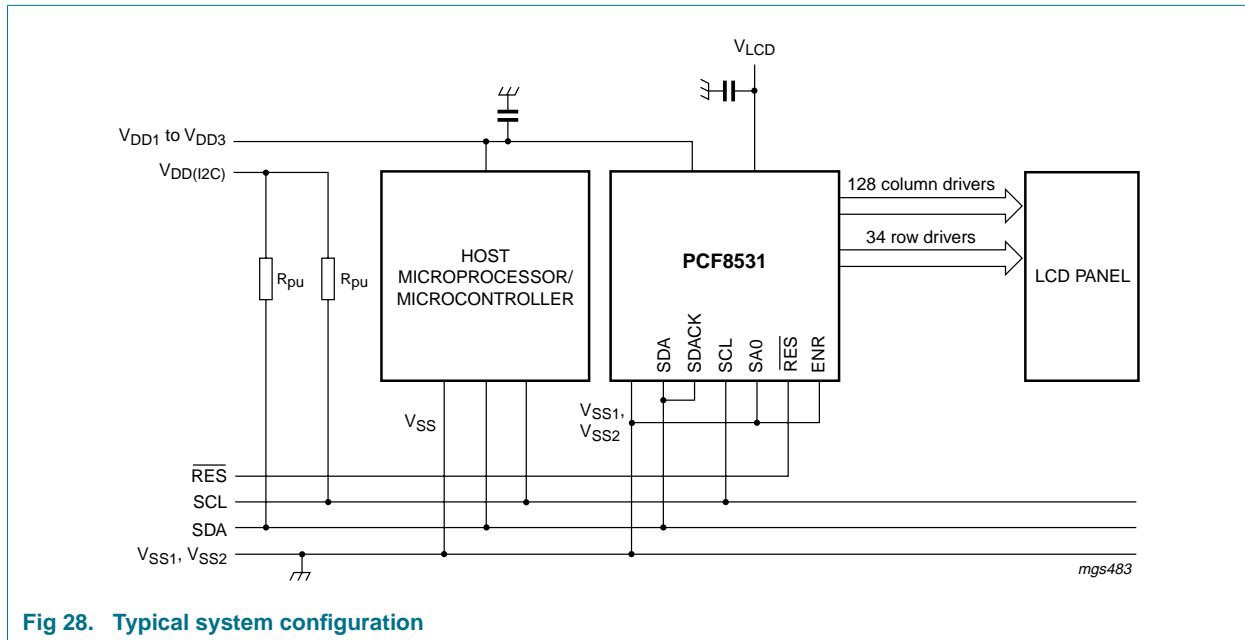 VLCD
VDD1 to VDD3
VDD(I2C)
128 column drivers
34 row drivers
HOST
MICROPROCESSOR/
MICROCONTROLLER
PCF8531
LCD PANEL
Rpu
Rpu
SDA
SDACK
SCL
SA0
RES
ENR
VSS
VSS1,
VSS2
RES
SCL
SDA
VSS1, VSS2
mgs483
Fig 28. Typical system configuration